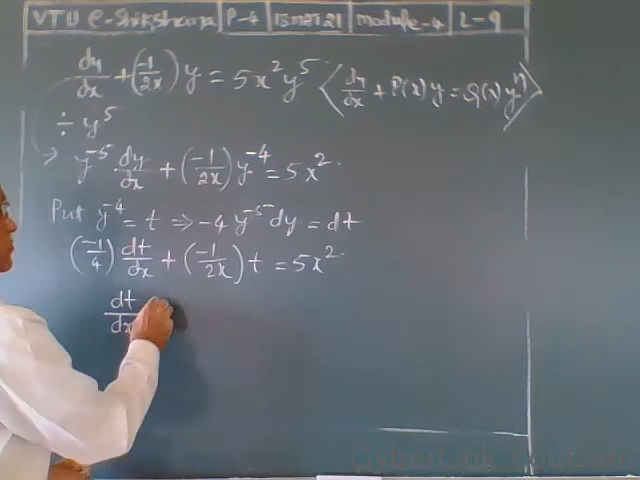 VTU e-Shikshana P-4 15MAT21 Module-4 L-9
dy/dx + (-1/2x) y = 5x² y⁵ < dy/dx + P(x) y = Q(x) yⁿ >
÷ y⁵
y⁻⁵ dy/dx + (-1/2x) y⁻⁴ = 5x²
Put y⁻⁴ = t ⇒ -4 y⁻⁵ dy = dt
(-1/4) dt/dx + (-1/2x) t = 5x²
dt/dx